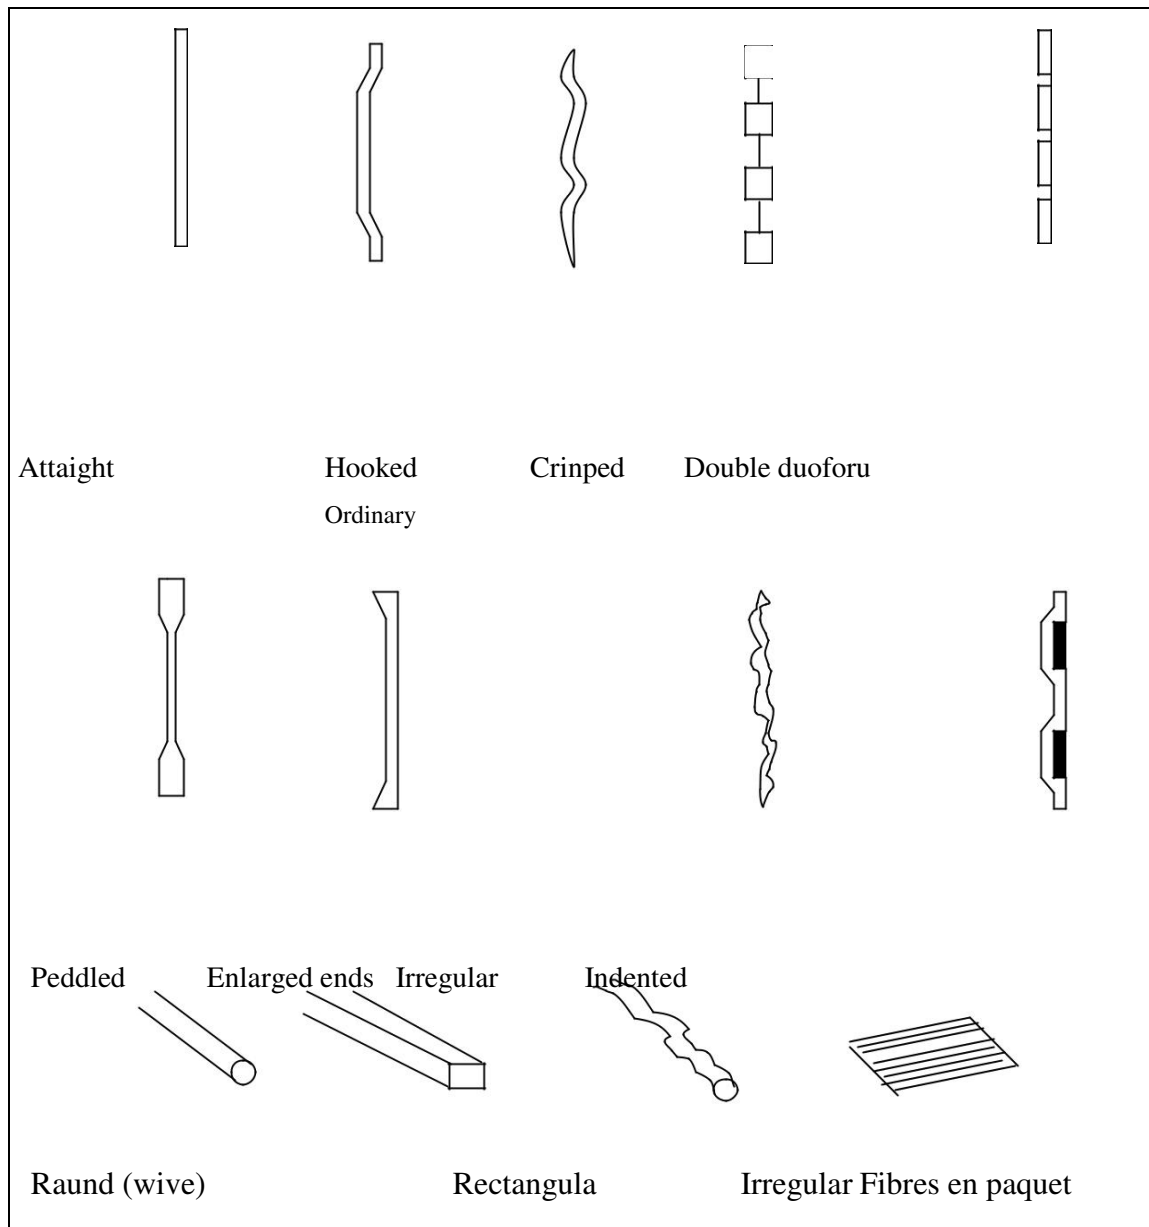 Attaight Hooked Crinped Double duoforu
Ordinary
Peddled Enlarged ends Irregular Indented
Raund (wive) Rectangula Irregular Fibres en paquet